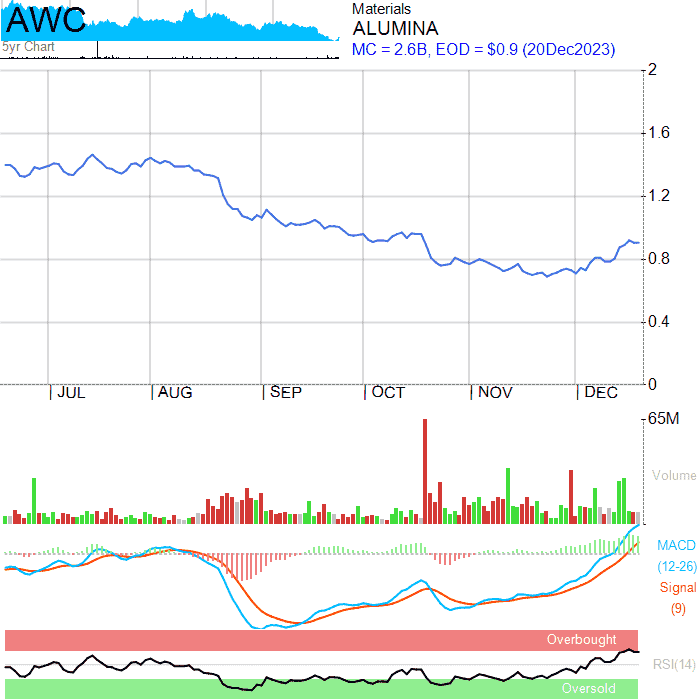 AWC
5yr Chart
Materials
ALUMINA
MC = 2.6B, EOD = $0.9 (20Dec2023)
2
1.6
1.2
0.8
0.4
0
JUL AUG SEP OCT NOV DEC
65M
Volume
MACD
(12-26)
Signal
(9)
Overbought
RSI(14)
Oversold